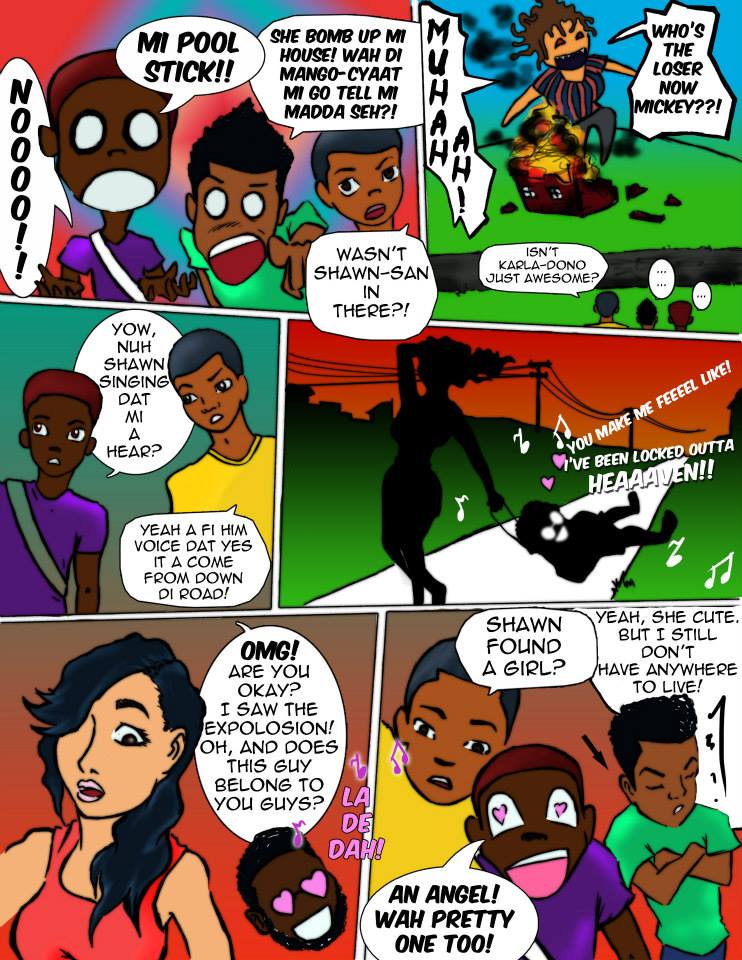 NOOOO!!
MI POOL
STICK!!
SHE BOMB UP MI
HOUSE! WAH DI
MANGO-CYAAT
MI GO TELL MI
MADDA SEH?!
WASN'T
SHAWN-SAN
IN
THERE?!
MUHAH
AH!
WHO'S
THE
LOSER
NOW
MICKEY??!
ISN'T
KARLA-DONO
JUST AWESOME?
...
...
...
YOW,
NUH
SHAWN
SINGING
DAT
MI
A
HEAR?
YEAH A FI HIM
VOICE DAT YES
IT A COME
FROM DOWN
DI ROAD!
YOU MAKE ME FEEEEL LIKE!
I'VE BEEN LOCKED OUTTA
HEAAAVEN!!
OMG!
ARE YOU
OKAY?
I SAW THE
EXPOLOSION!
OH, AND DOES
THIS GUY
BELONG TO
YOU GUYS?
LA
DE
DAH!
SHAWN
FOUND
A GIRL?
YEAH, SHE CUTE.
BUT I STILL
DON'T
HAVE ANYWHERE
TO LIVE!
AN ANGEL!
WAH PRETTY
ONE TOO!